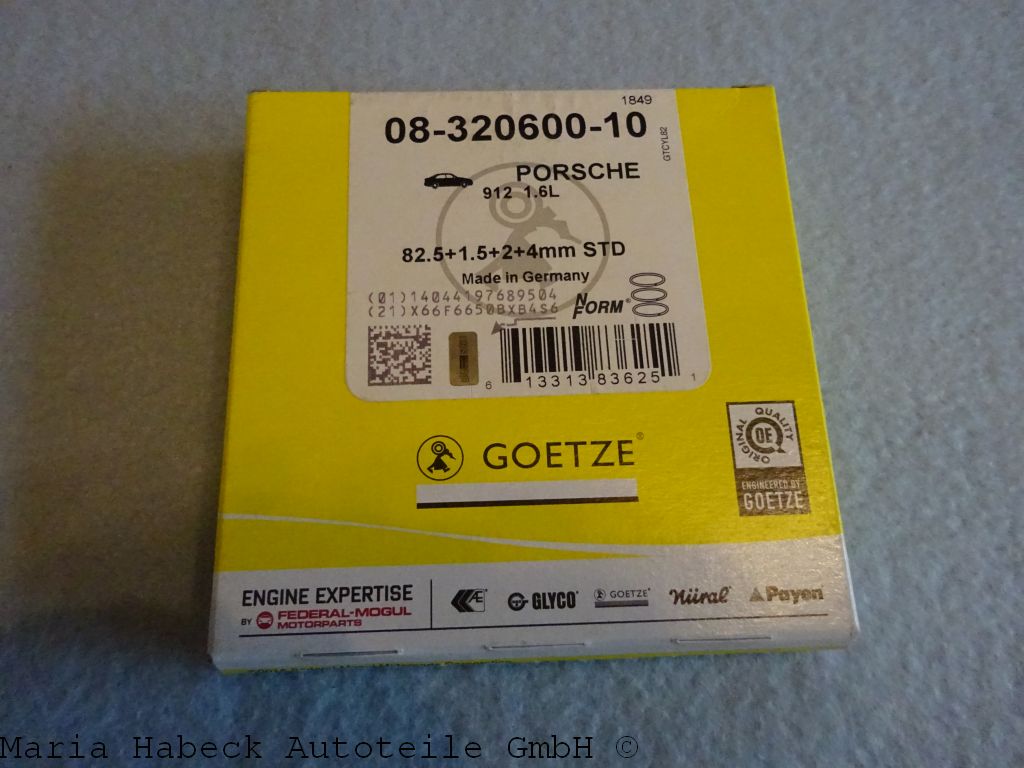 1849
08-320600-10
GTCYL82
PORSCHE
912 1.6L
82.5+1.5+2+4mm STD
Made in Germany
(01)14044197689504
(21)X66F6650BXB4S6
NFORM®
6 13313 83625 1
GOETZE®
ORIGINAL QUALITY
OE
ENGINEERED BY
GOETZE
ENGINE EXPERTISE
BY FEDERAL-MOGUL
MOTORPARTS
AE GLYCO® GOETZE® Nüral® Payen®
Maria Habeck Autoteile GmbH ©